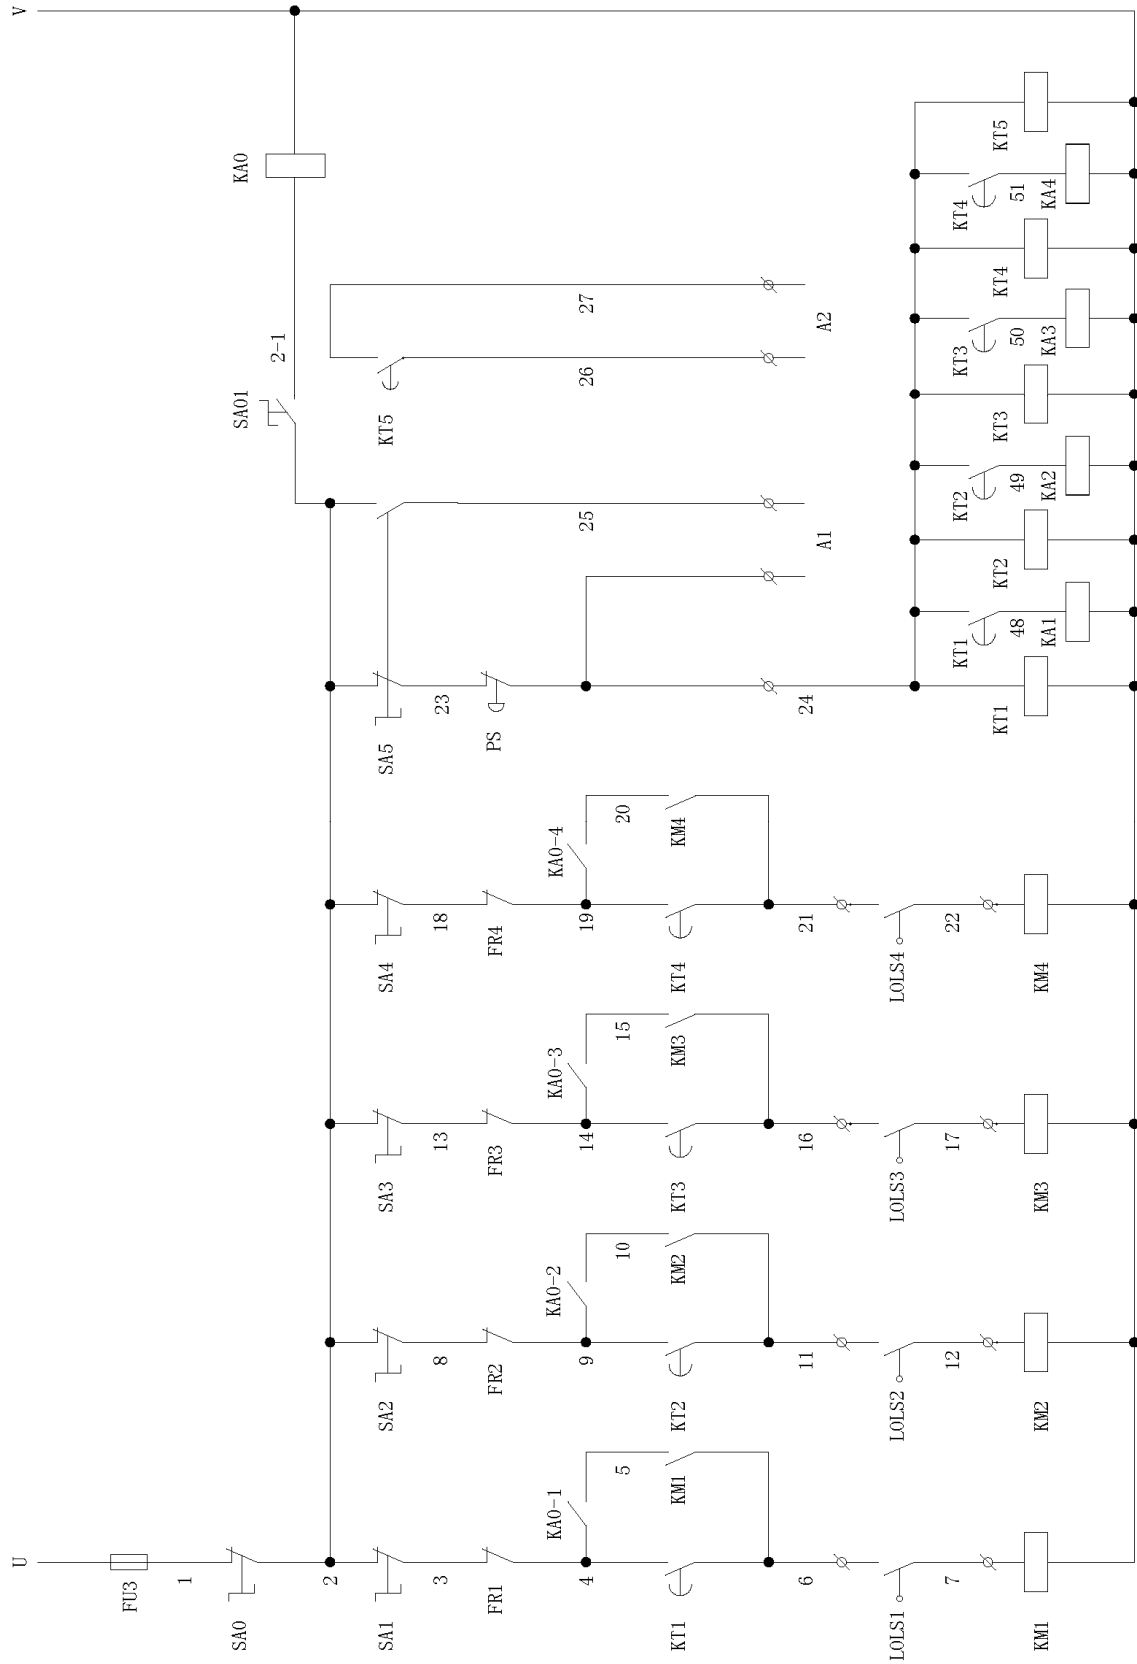 U
V
FU3
1
SA0
SA01
KA0
2-1
2
SA1
SA2
SA3
SA4
SA5
KT5
3
8
13
18
23
FR1
FR2
FR3
FR4
PS
KA0-1
KA0-2
KA0-3
KA0-4
4
9
14
19
25
26
27
5
10
15
20
KT1
KM1
KT2
KM2
KT3
KM3
KT4
KM4
6
11
16
21
24
A1
A2
LOLS1
LOLS2
LOLS3
LOLS4
7
12
17
22
KT1
KT2
KT3
KT4
KT1
KT2
KT3
KT4
KT5
48
49
50
51
KM1
KM2
KM3
KM4
KA1
KA2
KA3
KA4